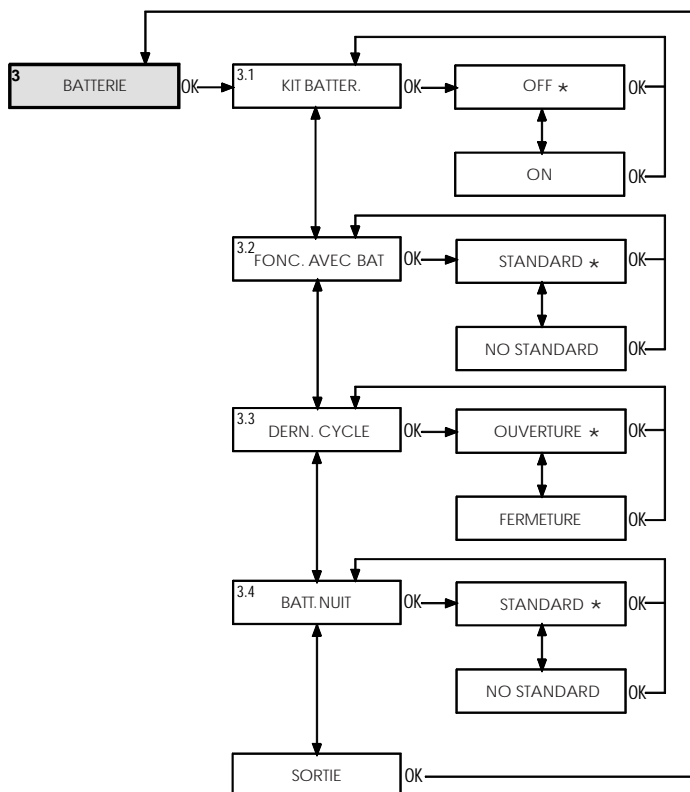 3 BATTERIE OK 3.1 KIT BATTER. OK OFF * OK
ON OK
3.2 FONC. AVEC BAT OK STANDARD * OK
NO STANDARD OK
3.3 DERN. CYCLE OK OUVERTURE * OK
FERMETURE OK
3.4 BATT.NUIT OK STANDARD * OK
NO STANDARD OK
SORTIE OK